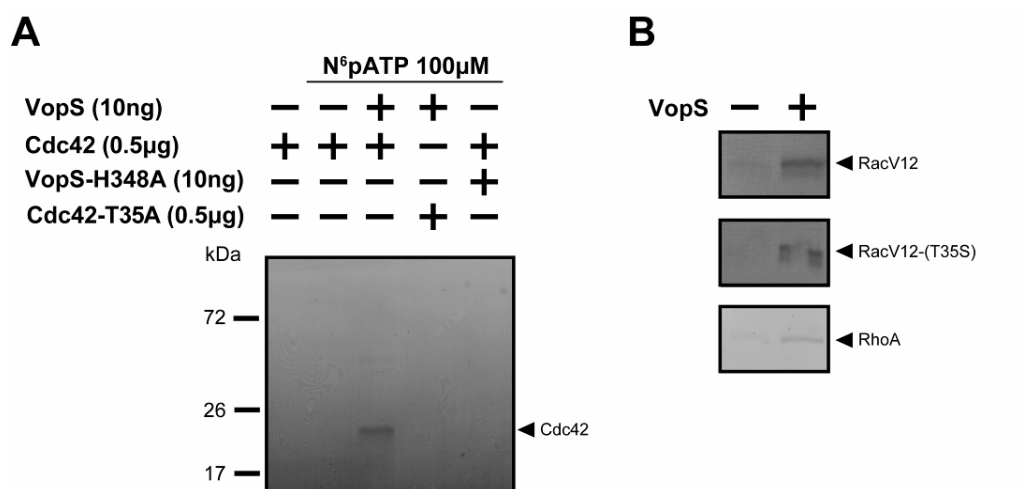 A
N⁶pATP 100µM
VopS (10ng) − − + + −
Cdc42 (0.5µg) + + + − +
VopS-H348A (10ng) − − − − +
Cdc42-T35A (0.5µg) − − − + −
kDa
72
26
17
Cdc42
B
VopS − +
RacV12
RacV12-(T35S)
RhoA